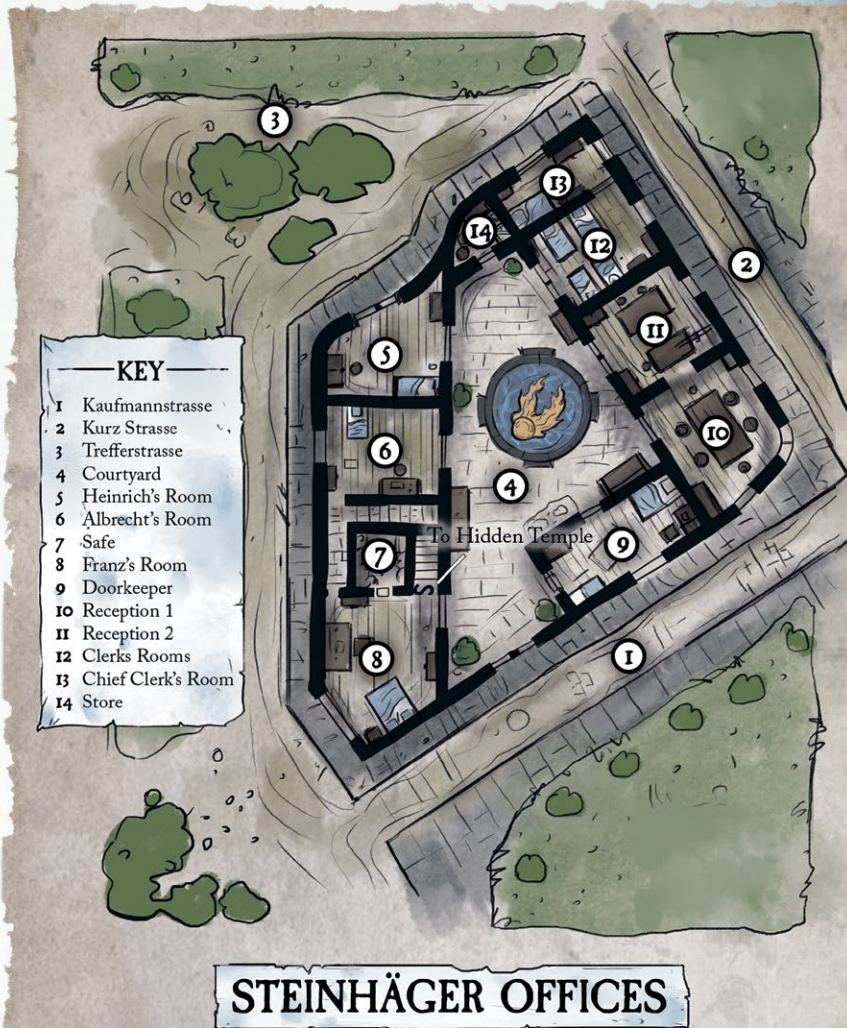 3
13
14
12
2
11
5
KEY
1 Kaufmannstrasse
2 Kurz Strasse
3 Trefferstrasse
4 Courtyard
5 Heinrich's Room
6 Albrecht's Room
7 Safe
8 Franz's Room
9 Doorkeeper
10 Reception 1
11 Reception 2
12 Clerks Rooms
13 Chief Clerk's Room
14 Store
10
6
4
To Hidden Temple
9
7
S
8
1
STEINHÄGER OFFICES